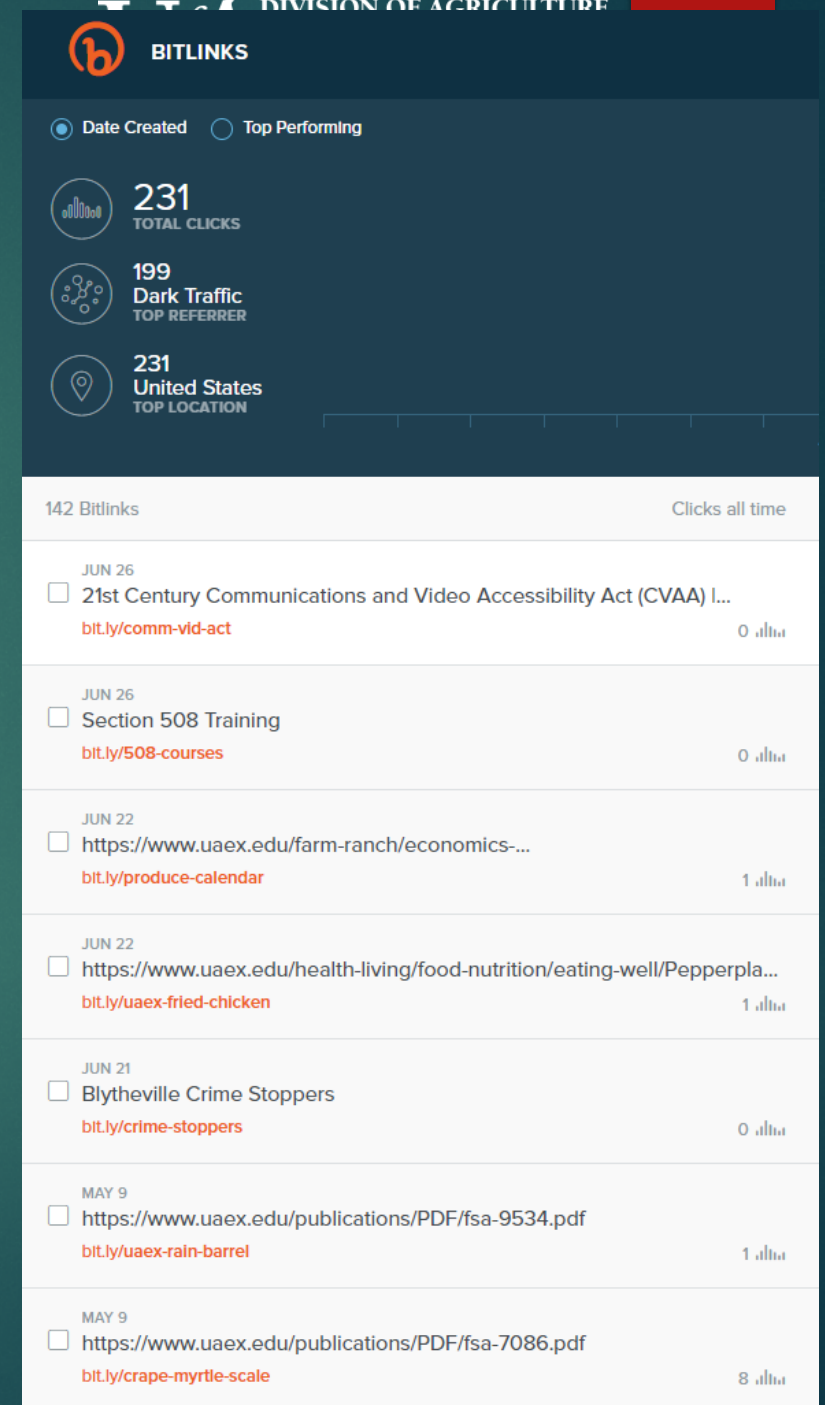 DIVISION OF AGRICULTURE
BITLINKS
Date Created Top Performing
231
TOTAL CLICKS
199
Dark Traffic
TOP REFERRER
231
United States
TOP LOCATION
142 Bitlinks Clicks all time
JUN 26
21st Century Communications and Video Accessibility Act (CVAA) |...
bit.ly/comm-vid-act
0
JUN 26
Section 508 Training
bit.ly/508-courses
0
JUN 22
https://www.uaex.edu/farm-ranch/economics-...
bit.ly/produce-calendar
1
JUN 22
https://www.uaex.edu/health-living/food-nutrition/eating-well/Pepperpla...
bit.ly/uaex-fried-chicken
1
JUN 21
Blytheville Crime Stoppers
bit.ly/crime-stoppers
0
MAY 9
https://www.uaex.edu/publications/PDF/fsa-9534.pdf
bit.ly/uaex-rain-barrel
1
MAY 9
https://www.uaex.edu/publications/PDF/fsa-7086.pdf
bit.ly/crape-myrtle-scale
8